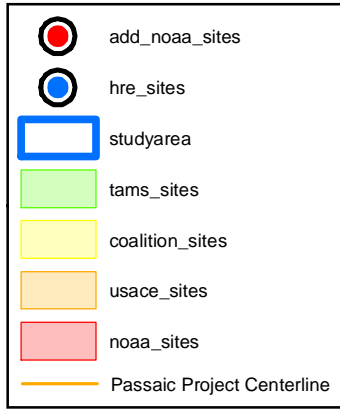 add_noaa_sites
hre_sites
studyarea
tams_sites
coalition_sites
usace_sites
noaa_sites
Passaic Project Centerline